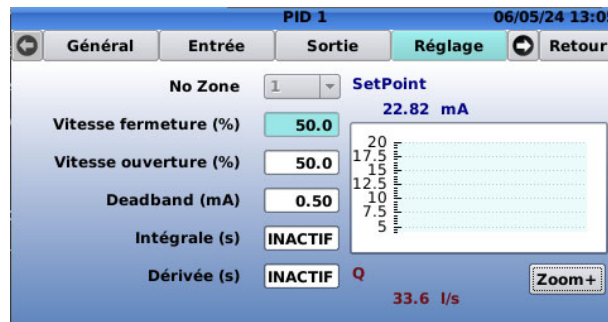 PID 1 06/05/24 13:05
Général Entrée Sortie Réglage Retour
No Zone 1 SetPoint
22.82 mA
Vitesse fermeture (%) 50.0
Vitesse ouverture (%) 50.0
Deadband (mA) 0.50
Intégrale (s) INACTIF
Dérivée (s) INACTIF
20
17.5
15
12.5
10
7.5
5
Q
33.6 l/s
Zoom+